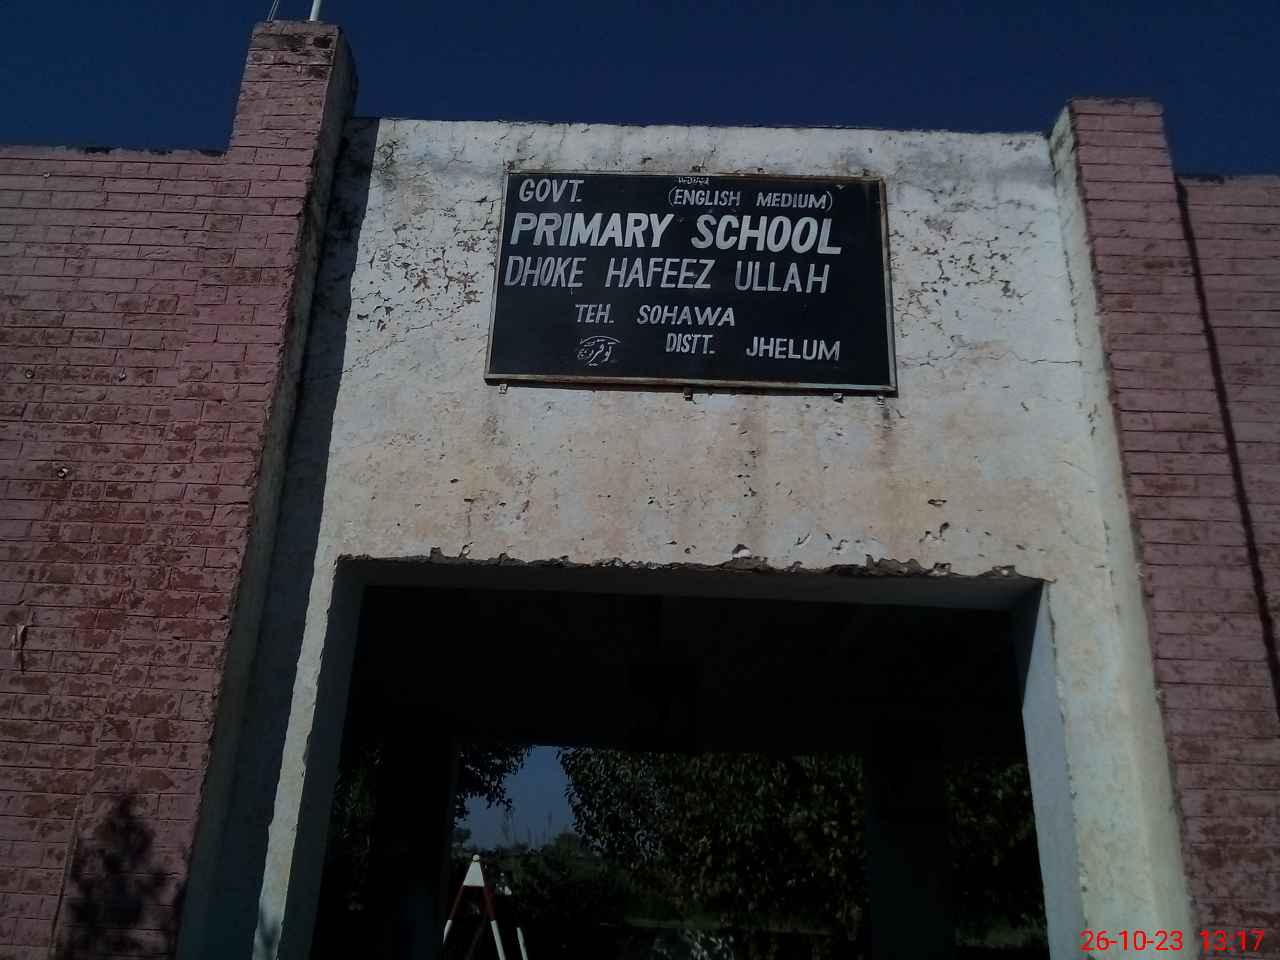 GOVT. (ENGLISH MEDIUM)
PRIMARY SCHOOL
DHOKE HAFEEZ ULLAH
TEH. SOHAWA
DISTT. JHELUM
26-10-23 13:17